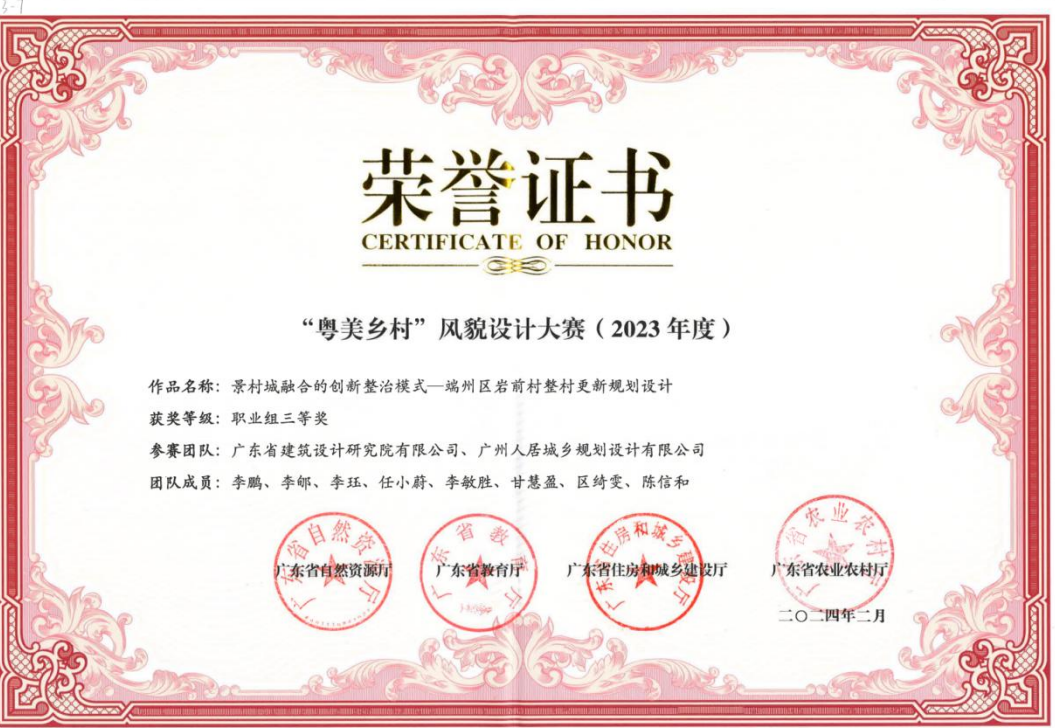 荣誉证书
CERTIFICATE OF HONOR
“粤美乡村”风貌设计大赛（2023 年度）
作品名称：景村城融合的创新整治模式—端州区岩前村整村更新规划设计
获奖等级：职业组三等奖
参赛团队：广东省建筑设计研究院有限公司、广州人居城乡规划设计有限公司
团队成员：李鹏、李郇、李珏、任小蔚、李敏胜、甘慧盈、区绮雯、陈信和
广东省自然资源厅 广东省教育厅 广东省住房和城乡建设厅 广东省农业农村厅
二〇二四年二月